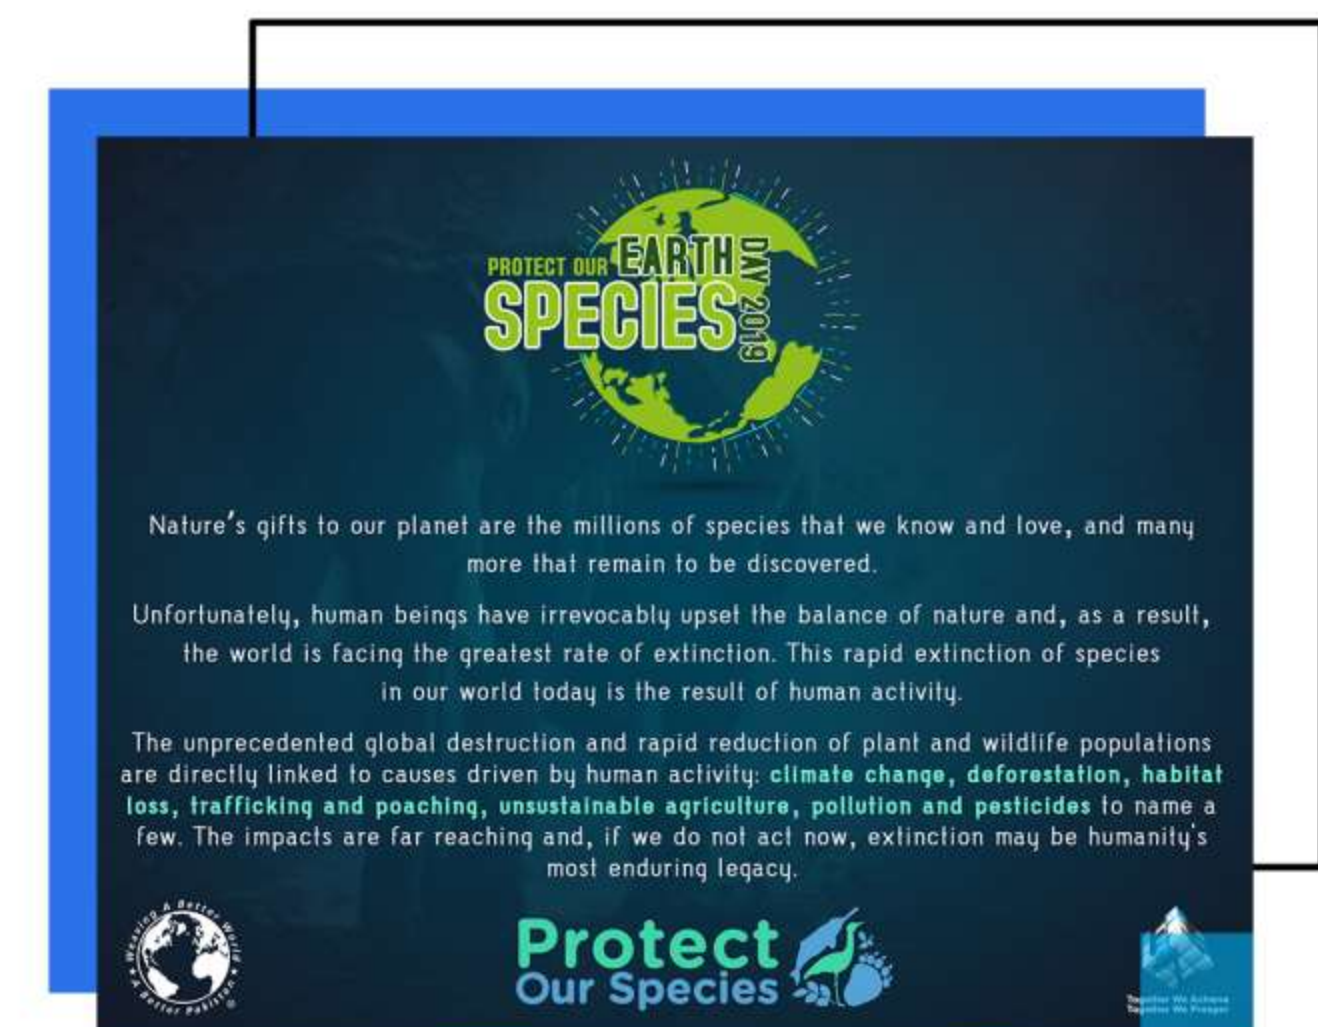 PROTECT OUR EARTH
SPECIES
DAY 2019
Nature's gifts to our planet are the millions of species that we know and love, and many
more that remain to be discovered.
Unfortunately, human beings have irrevocably upset the balance of nature and, as a result,
the world is facing the greatest rate of extinction. This rapid extinction of species
in our world today is the result of human activity.
The unprecedented global destruction and rapid reduction of plant and wildlife populations
are directly linked to causes driven by human activity: climate change, deforestation, habitat
loss, trafficking and poaching, unsustainable agriculture, pollution and pesticides to name a
few. The impacts are far reaching and, if we do not act now, extinction may be humanity's
most enduring legacy.
Weaving A Better World
A Better Pakistan
Protect
Our Species
Together We Achieve
Together We Prosper